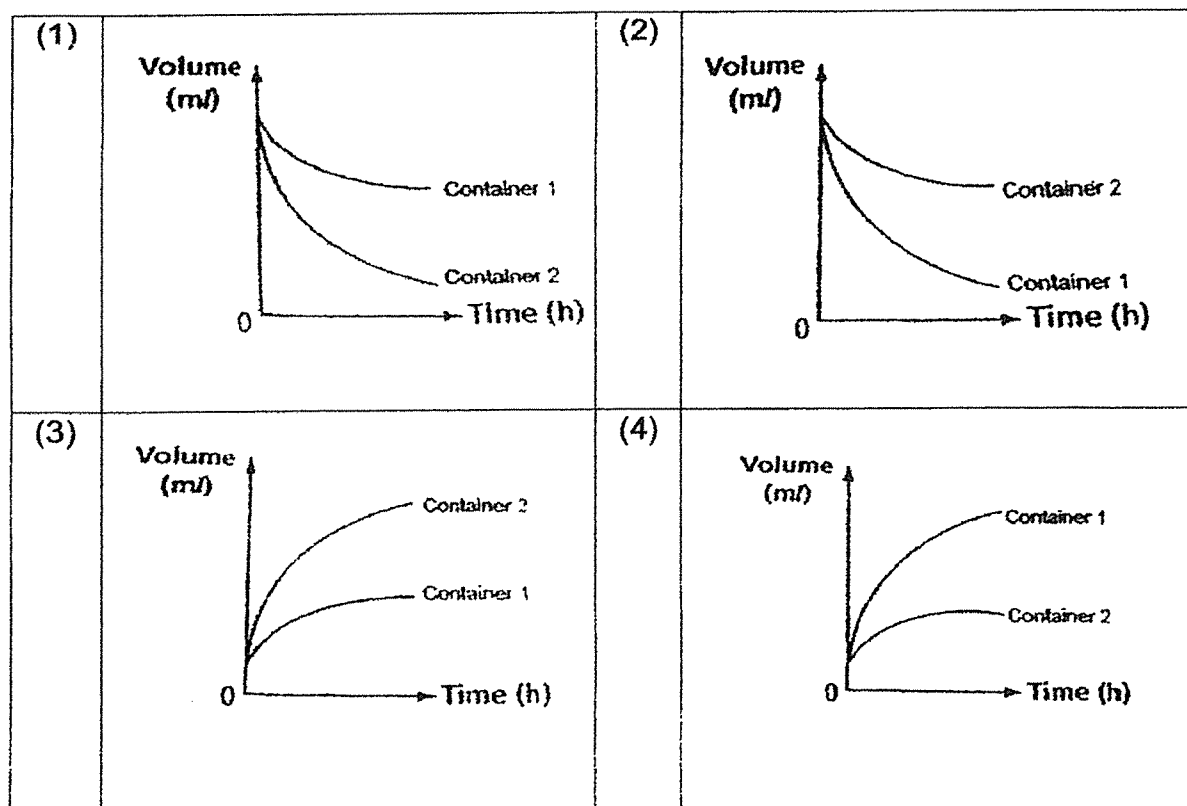 (1)
Volume
(ml)
Container 1
Container 2
0
Time (h)
(2)
Volume
(ml)
Container 2
Container 1
0
Time (h)
(3)
Volume
(ml)
Container 2
Container 1
0
Time (h)
(4)
Volume
(ml)
Container 1
Container 2
0
Time (h)